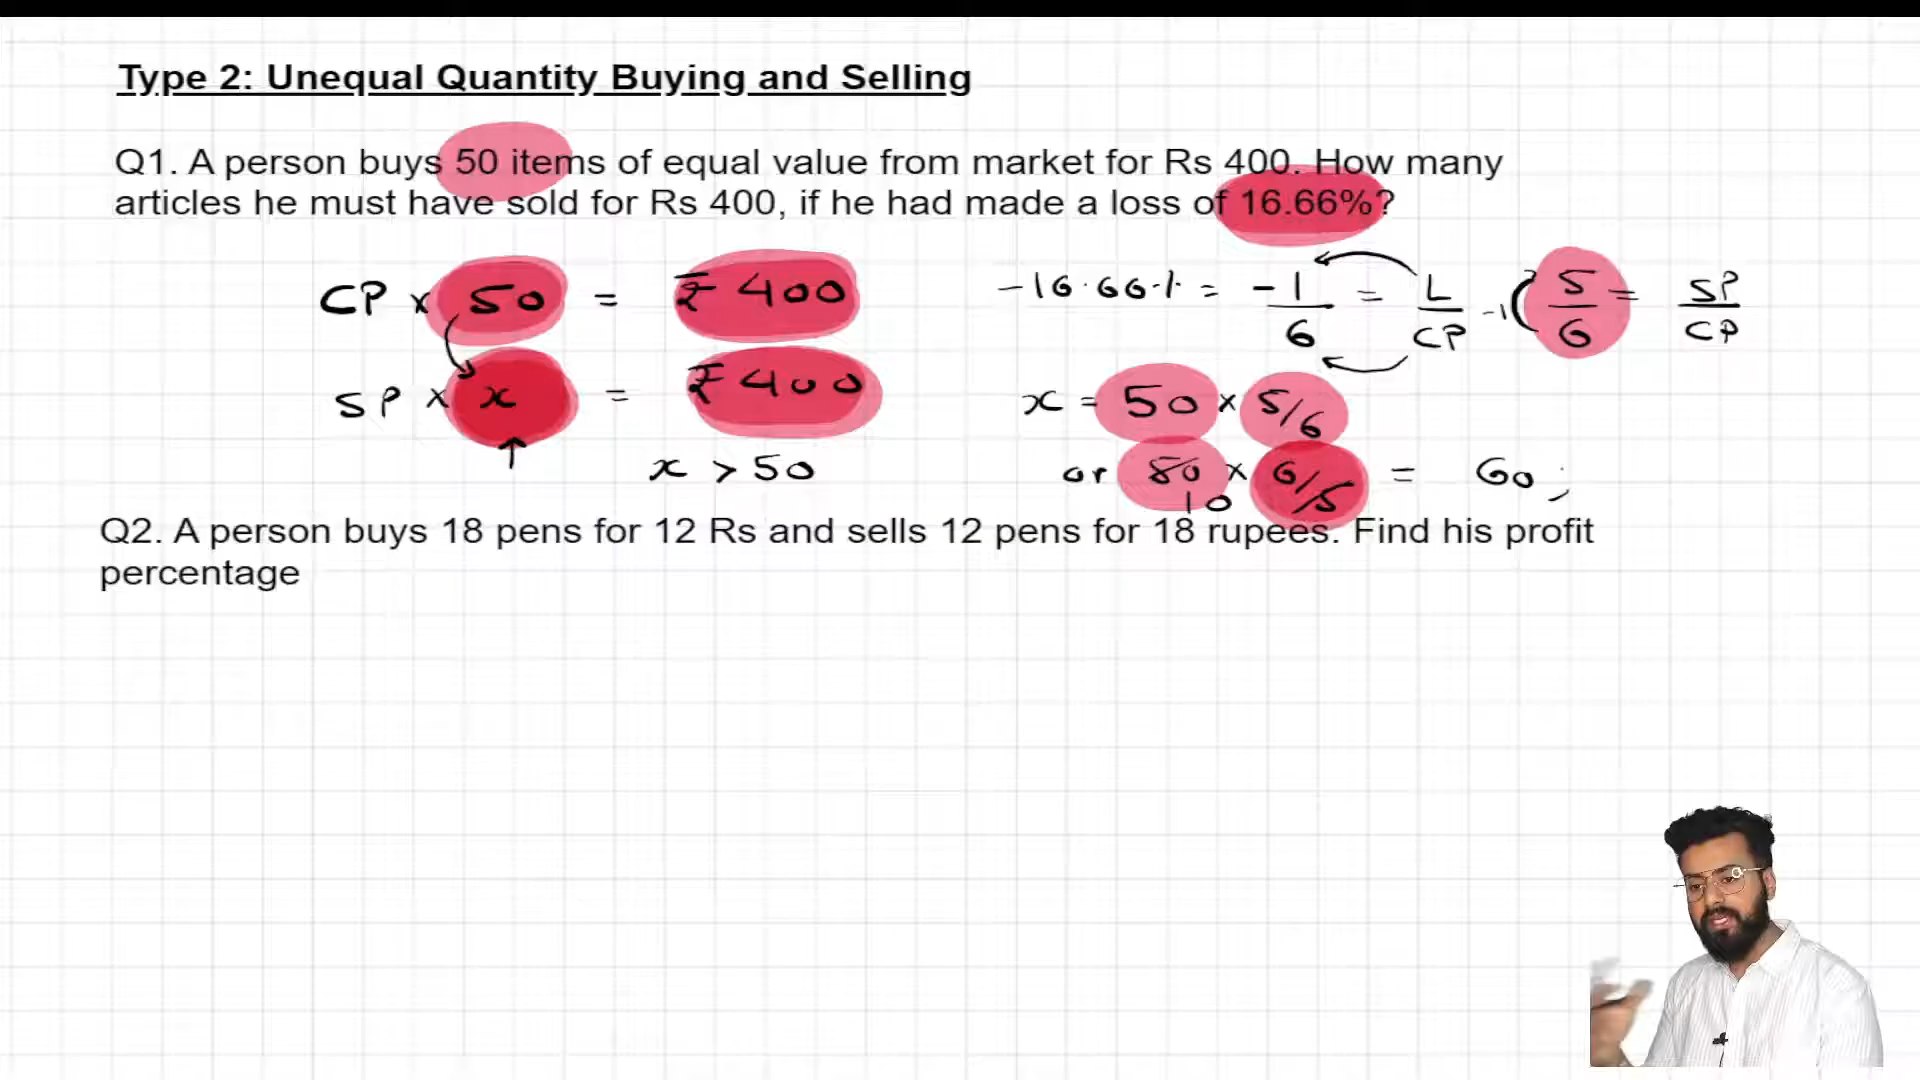 Type 2: Unequal Quantity Buying and Selling
Q1. A person buys 50 items of equal value from market for Rs 400. How many
articles he must have sold for Rs 400, if he had made a loss of 16.66%?
CP × 50 = ₹ 400
-16.66% = -1/6 = L/CP -1 ( 5/6 = SP/CP
SP × x = ₹ 400
x = 50 × 5/6
x > 50
or 50 × 6/5 = 60;
10
Q2. A person buys 18 pens for 12 Rs and sells 12 pens for 18 rupees. Find his profit
percentage